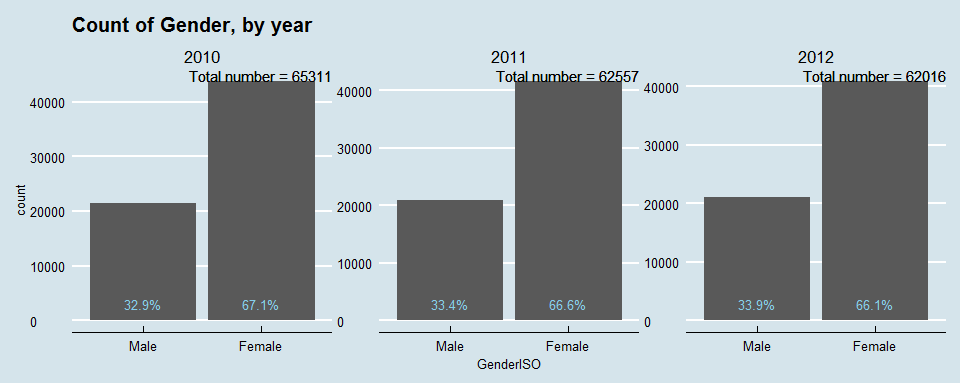 Count of Gender, by year
2010
Total number = 65311
count
40000
30000
20000
10000
0
32.9%
67.1%
Male
Female
2011
Total number = 62557
40000
30000
20000
10000
0
33.4%
66.6%
Male
Female
2012
Total number = 62016
40000
30000
20000
10000
0
33.9%
66.1%
Male
Female
GenderISO